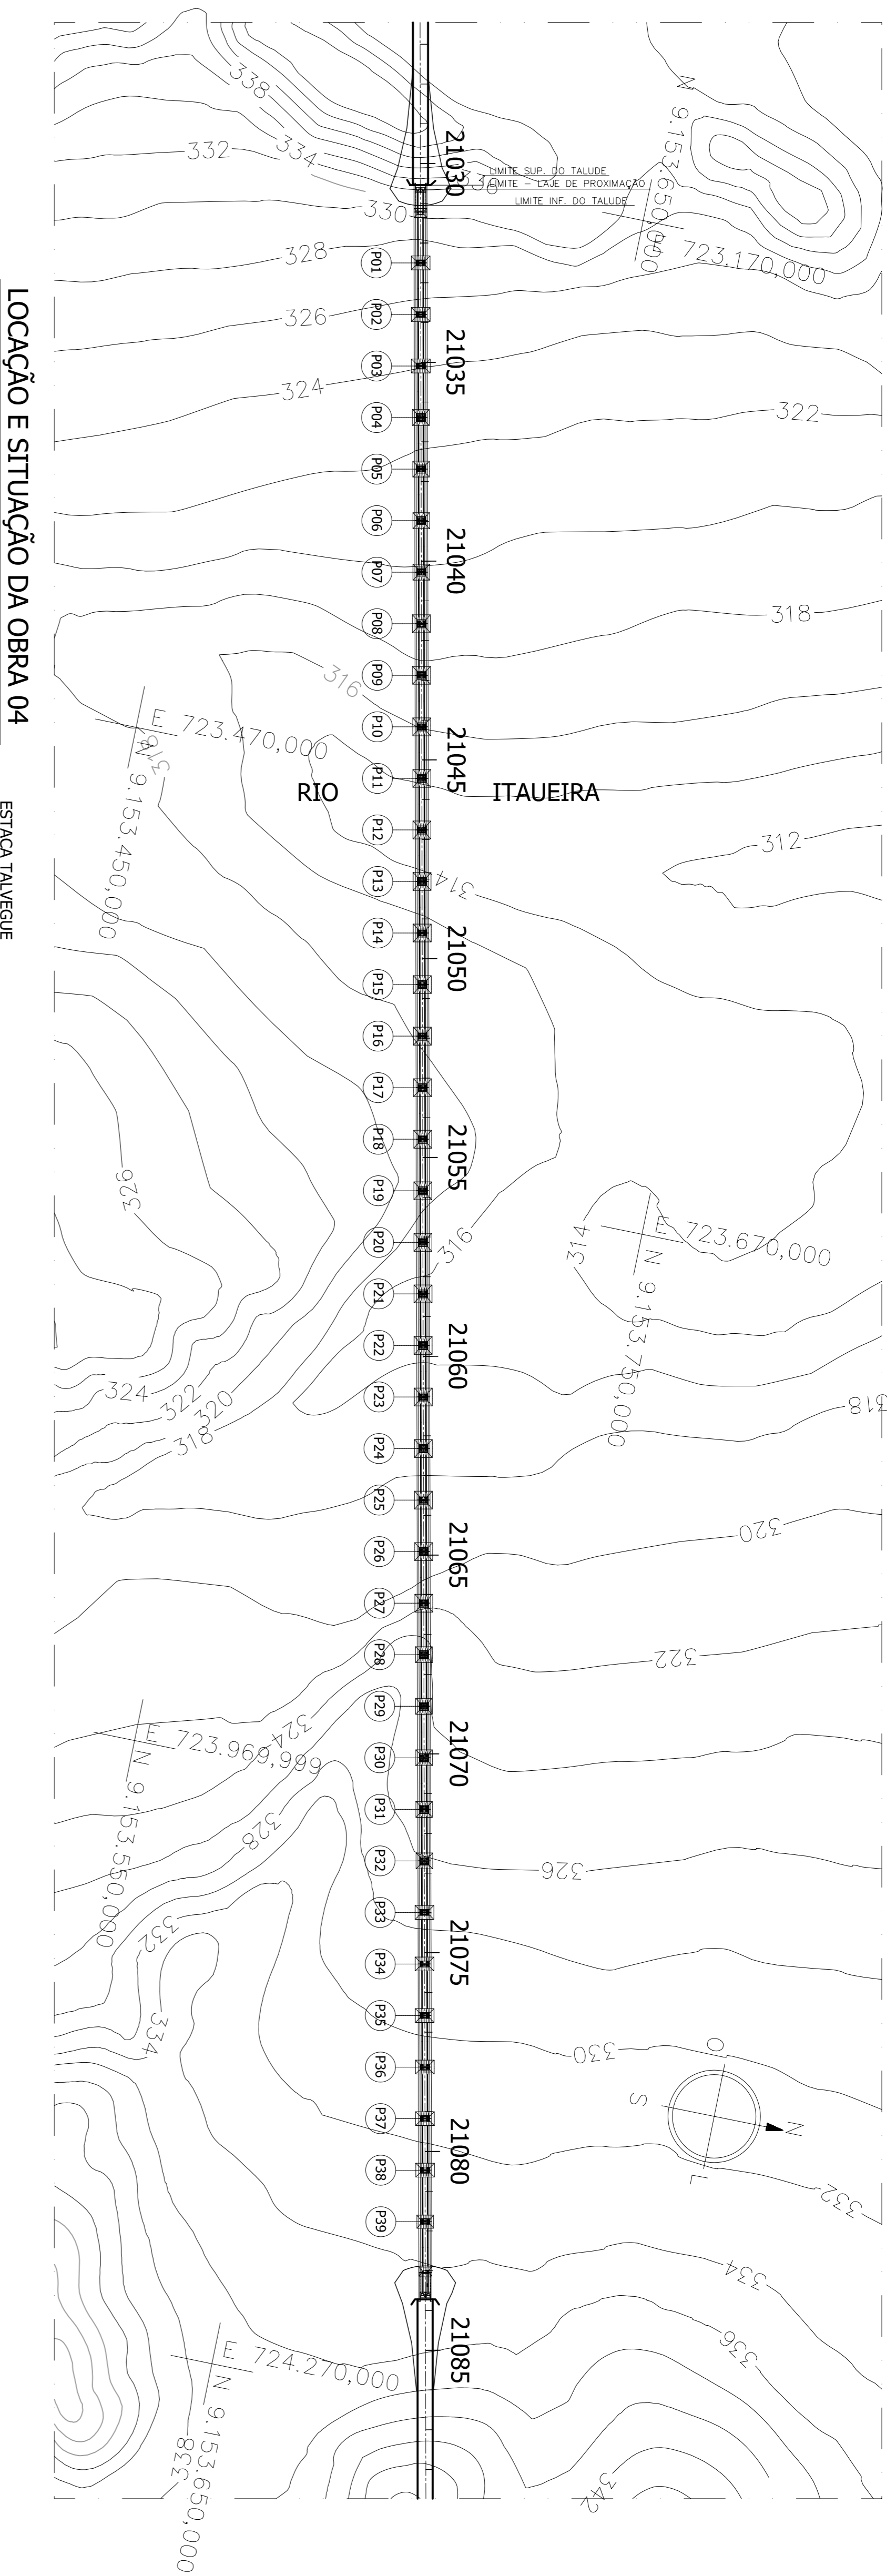 LOCAÇÃO E SITUAÇÃO DA OBRA 04
ESTACA TALVEGUE
338
334
332
336
330
328
326
324
21030
LIMITE SUP. DO TALUDE
LIMITE - LAJE DE PROXIMAÇÃO
LIMITE INF. DO TALUDE
N 9.153.650,000
E 723.170,000
P01
P02
21035
P03
P04
322
P05
P06
21040
P07
P08
318
P09
316
P10
E 723.470,000
N 9.153.450,000
318
21045
P11
RIO ITAUEIRA
P12
312
P13
314
P14
21050
P15
P16
P17
P18
21055
P19
326
P20
316
314
E 723.670,000
N 9.153.750,000
P21
P22
21060
P23
324
322
320
318
318
P24
P25
320
P26
21065
P27
P28
322
P29
324
E 723.969,999
N 9.153.550,000
P30
21070
P31
328
P32
326
P33
332
21075
P34
334
P35
330
P36
O
S
N
L
P37
21080
P38
332
P39
334
336
21085
E 724.270,000
N 9.153.650,000
338
342